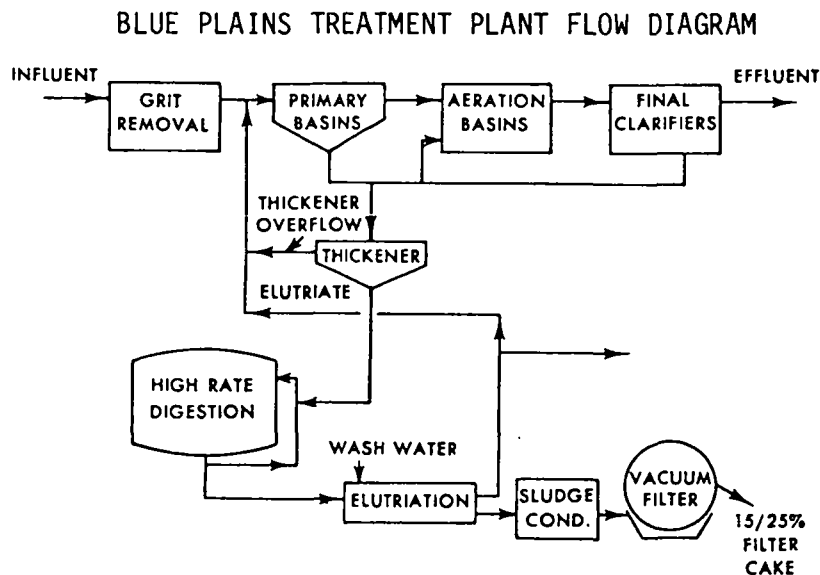 BLUE PLAINS TREATMENT PLANT FLOW DIAGRAM
INFLUENT
GRIT
REMOVAL
PRIMARY
BASINS
AERATION
BASINS
FINAL
CLARIFIERS
EFFLUENT
THICKENER
OVERFLOW
THICKENER
ELUTRIATE
HIGH RATE
DIGESTION
WASH WATER
ELUTRIATION
SLUDGE
COND.
VACUUM
FILTER
15/25%
FILTER
CAKE